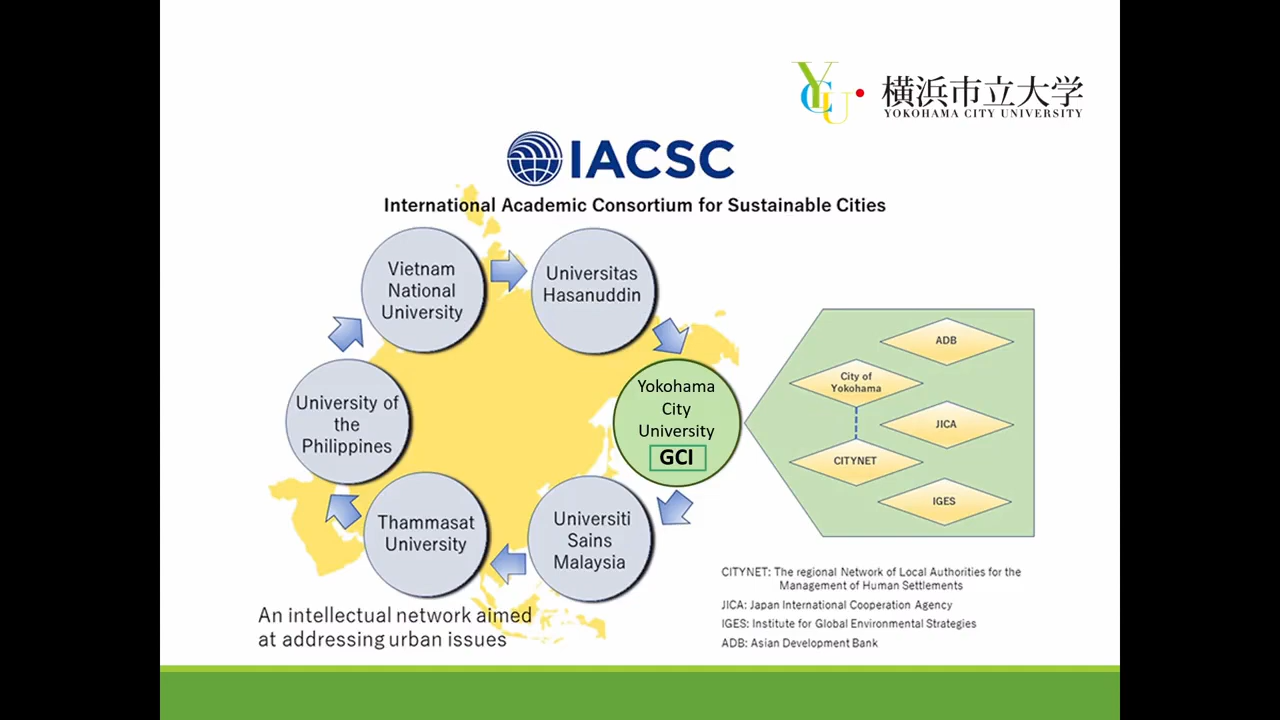 YCU
横浜市立大学
YOKOHAMA CITY UNIVERSITY
IACSC
International Academic Consortium for Sustainable Cities
Vietnam
National
University
Universitas
Hasanuddin
University of
the
Philippines
Yokohama
City
University
GCI
Thammasat
University
Universiti
Sains
Malaysia
ADB
City of
Yokohama
JICA
CITYNET
IGES
An intellectual network aimed
at addressing urban issues
CITYNET: The regional Network of Local Authorities for the
Management of Human Settlements
JICA: Japan International Cooperation Agency
IGES: Institute for Global Environmental Strategies
ADB: Asian Development Bank